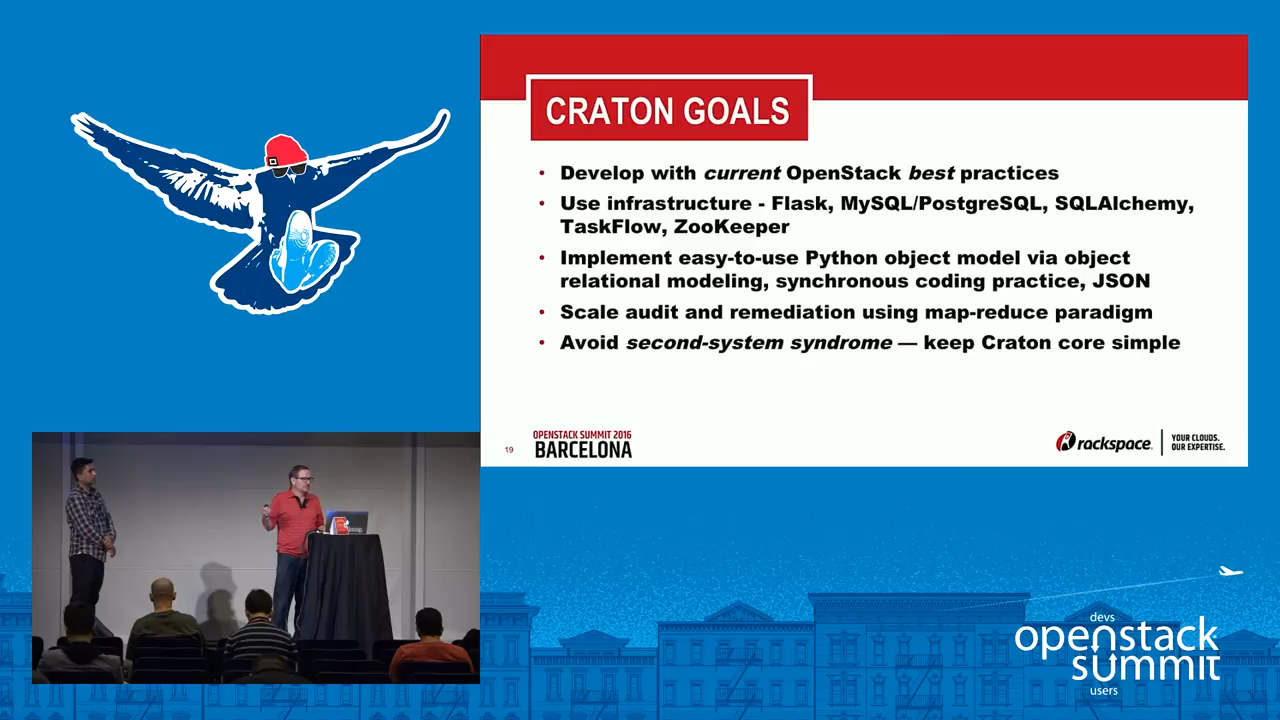 CRATON GOALS
• Develop with current OpenStack best practices
• Use infrastructure - Flask, MySQL/PostgreSQL, SQLAlchemy,
TaskFlow, ZooKeeper
• Implement easy-to-use Python object model via object
relational modeling, synchronous coding practice, JSON
• Scale audit and remediation using map-reduce paradigm
• Avoid second-system syndrome — keep Craton core simple
19
OPENSTACK SUMMIT 2016
BARCELONA
rackspace.
YOUR CLOUDS.
OUR EXPERTISE.
devs
openstack
summit
users